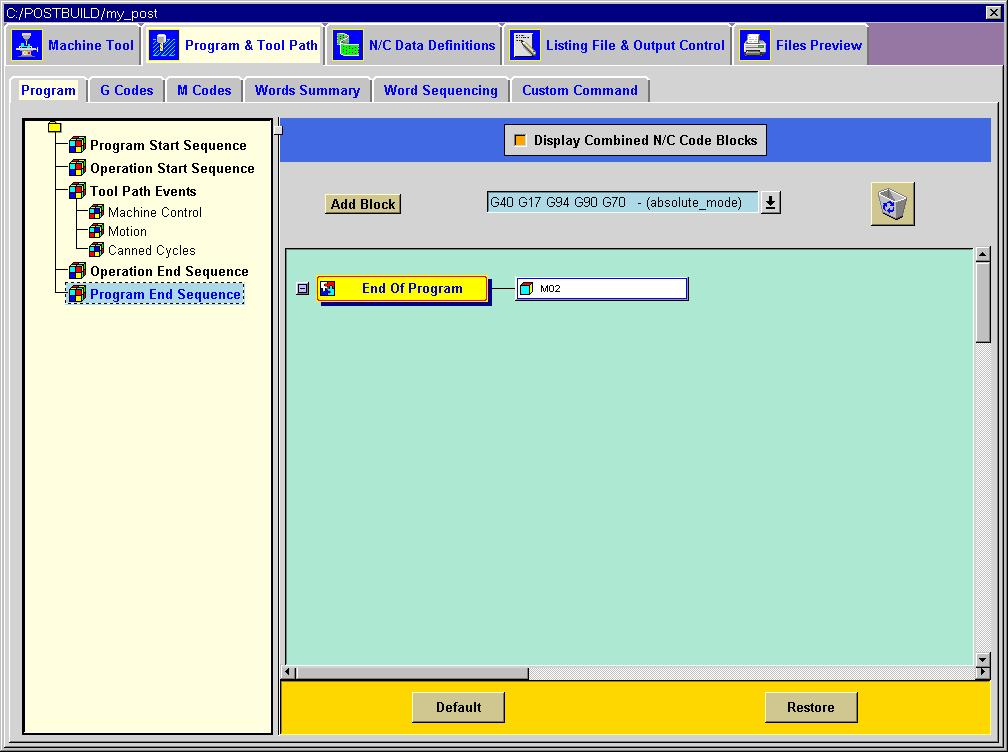 C:/POSTBUILD/my_post
Machine Tool
Program & Tool Path
N/C Data Definitions
Listing File & Output Control
Files Preview
Program
G Codes
M Codes
Words Summary
Word Sequencing
Custom Command
Program Start Sequence
Operation Start Sequence
Tool Path Events
Machine Control
Motion
Canned Cycles
Operation End Sequence
Program End Sequence
Display Combined N/C Code Blocks
Add Block
G40 G17 G94 G90 G70 - (absolute_mode)
End Of Program
M02
Default
Restore